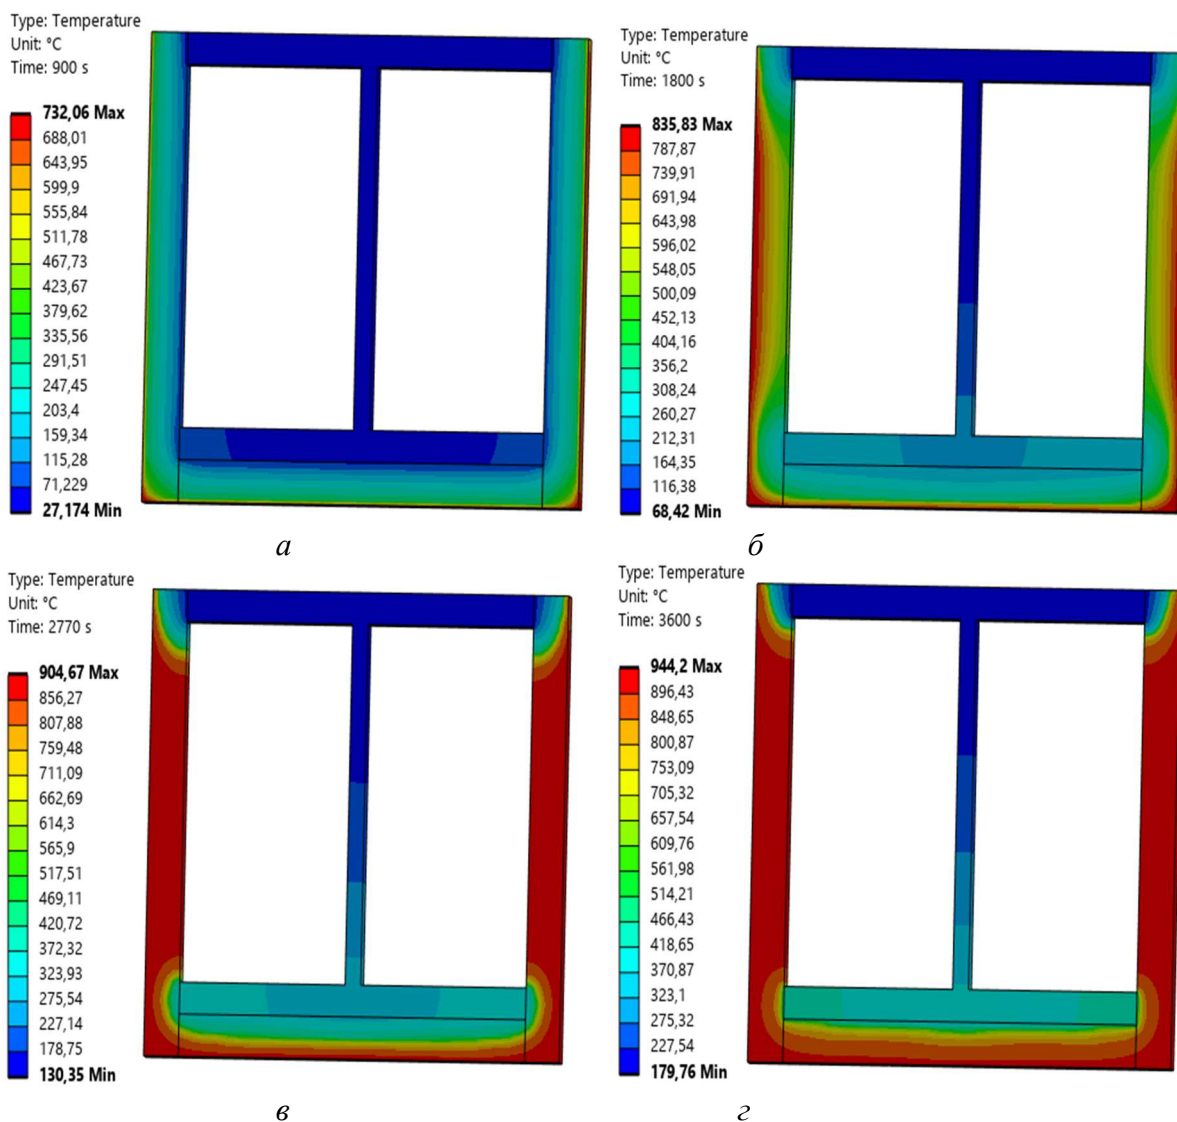 Type: Temperature
Unit: °C
Time: 900 s
732,06 Max
688,01
643,95
599,9
555,84
511,78
467,73
423,67
379,62
335,56
291,51
247,45
203,4
159,34
115,28
71,229
27,174 Min
а
Type: Temperature
Unit: °C
Time: 1800 s
835,83 Max
787,87
739,91
691,94
643,98
596,02
548,05
500,09
452,13
404,16
356,2
308,24
260,27
212,31
164,35
116,38
68,42 Min
б
Type: Temperature
Unit: °C
Time: 2770 s
904,67 Max
856,27
807,88
759,48
711,09
662,69
614,3
565,9
517,51
469,11
420,72
372,32
323,93
275,54
227,14
178,75
130,35 Min
в
Type: Temperature
Unit: °C
Time: 3600 s
944,2 Max
896,43
848,65
800,87
753,09
705,32
657,54
609,76
561,98
514,21
466,43
418,65
370,87
323,1
275,32
227,54
179,76 Min
г